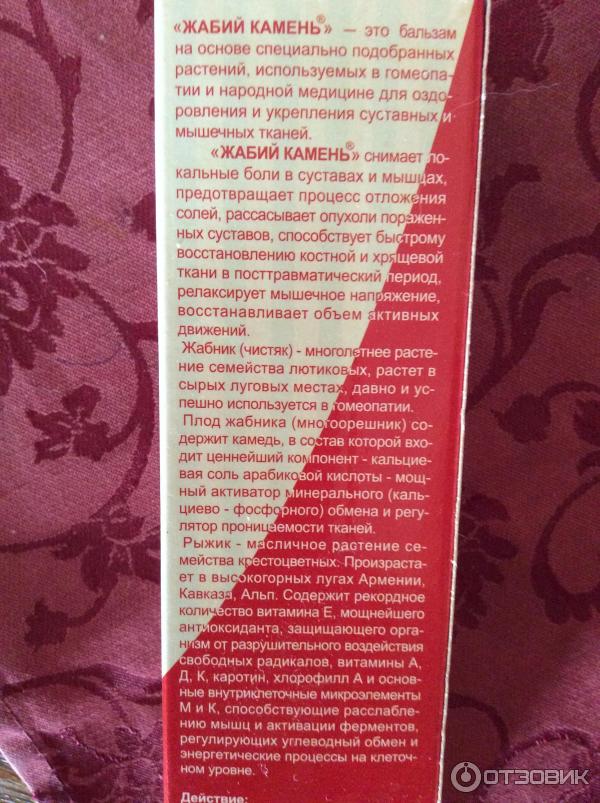 «ЖАБИЙ КАМЕНЬ®» — это бальзам
на основе специально подобранных
растений, используемых в гомеопа-
тии и народной медицине для оздо-
ровления и укрепления суставных и
мышечных тканей.
«ЖАБИЙ КАМЕНЬ®» снимает ло-
кальные боли в суставах и мышцах,
предотвращает процесс отложения
солей, рассасывает опухоли поражен-
ных суставов, способствует быстрому
восстановлению костной и хрящевой
ткани в посттравматический период,
релаксирует мышечное напряжение,
восстанавливает объем активных
движений.
Жабник (чистяк) - многолетнее расте-
ние семейства лютиковых, растет в
сырых луговых местах, давно и ус-
пешно используется в гомеопатии.
Плод жабника (многоорешник) со-
держит камедь, в состав которой вхо-
дит ценнейший компонент - кальцие-
вая соль арабиковой кислоты - мощ-
ный активатор минерального (каль-
циево - фосфорного) обмена и регу-
лятор проницаемости тканей.
Рыжик - масличное растение се-
мейства крестоцветных. Произраста-
ет в высокогорных лугах Армении,
Кавказа, Альп. Содержит рекордное
количество витамина Е, мощнейшего
антиоксиданта, защищающего орга-
низм от разрушительного воздействия
свободных радикалов, витамины А,
Д, К, каротин, хлорофилл А и основ-
ные внутриклеточные микроэлементы
М и К, способствующие расслабле-
нию мышц и активации ферментов,
регулирующих углеводный обмен и
энергетические процессы на клеточ-
ном уровне.
Действие:
ОТЗОВИК